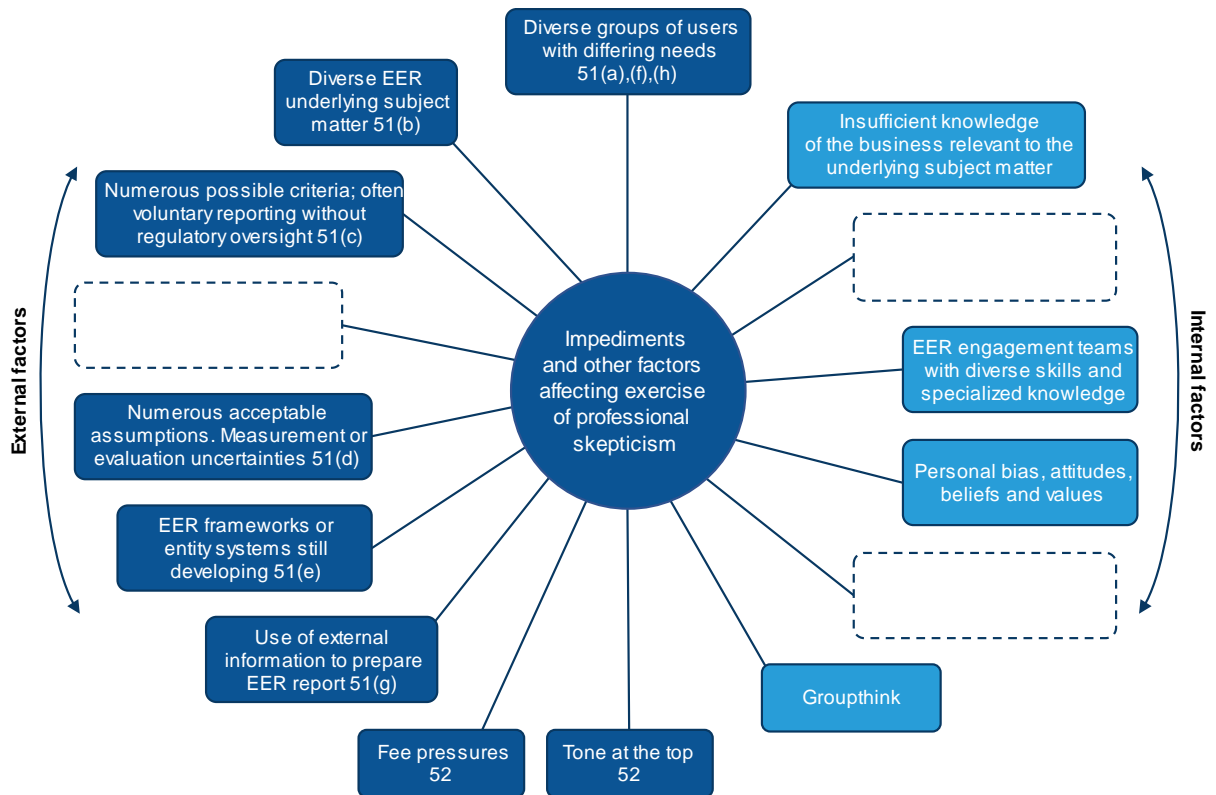 Diverse groups of users
with differing needs
51(a),(f),(h)
Diverse EER
underlying subject
matter 51(b)
Insufficient knowledge
of the business relevant to the
underlying subject matter
Numerous possible criteria; often
voluntary reporting without
regulatory oversight 51(c)
External factors
Impediments
and other factors
affecting exercise
of professional
skepticism
EER engagement teams
with diverse skills and
specialized knowledge
Internal factors
Numerous acceptable
assumptions. Measurement or
evaluation uncertainties 51(d)
Personal bias, attitudes,
beliefs and values
EER frameworks or
entity systems still
developing 51(e)
Use of external
information to prepare
EER report 51(g)
Groupthink
Fee pressures
52
Tone at the top
52